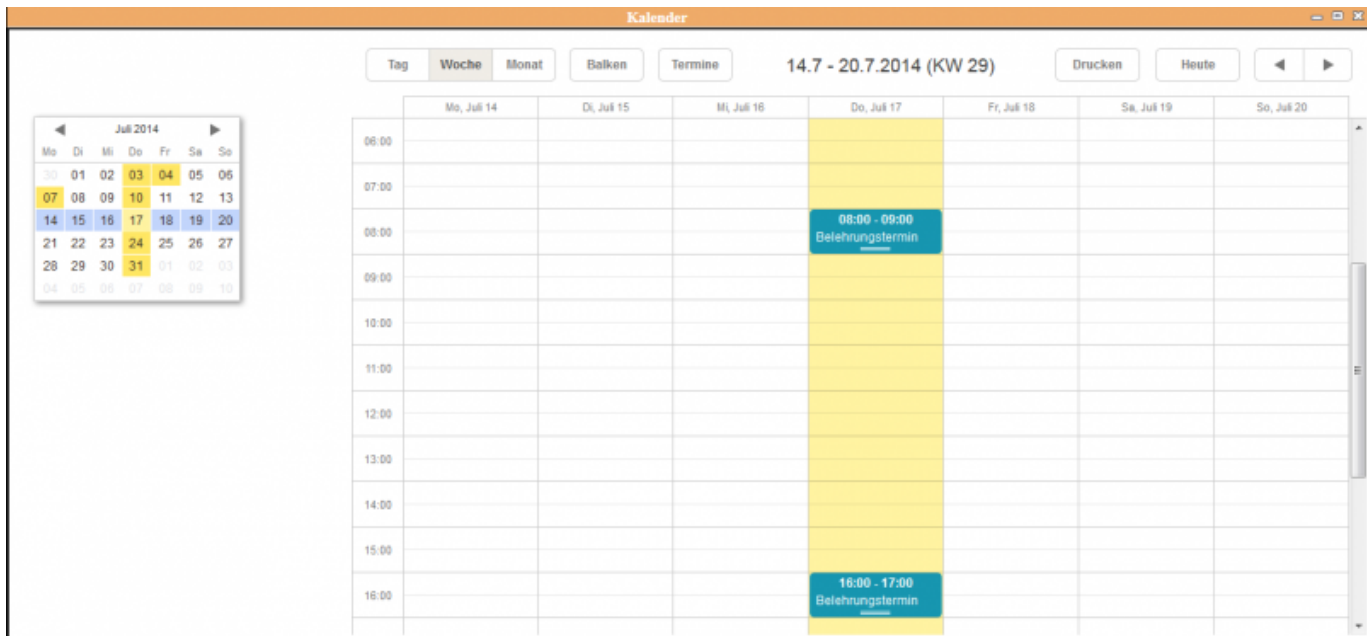 Kalender
Tag Woche Monat Balken Termine 14.7 - 20.7.2014 (KW 29) Drucken Heute
Mo, Juli 14 Di, Juli 15 Mi, Juli 16 Do, Juli 17 Fr, Juli 18 Sa, Juli 19 So, Juli 20
Juli 2014
Mo Di Mi Do Fr Sa So
30 01 02 03 04 05 06
07 08 09 10 11 12 13
14 15 16 17 18 19 20
21 22 23 24 25 26 27
28 29 30 31 01 02 03
04 05 06 07 08 09 10
06:00
07:00
08:00
08:00 - 09:00
Belehrungstermin
09:00
10:00
11:00
12:00
13:00
14:00
15:00
16:00
16:00 - 17:00
Belehrungstermin